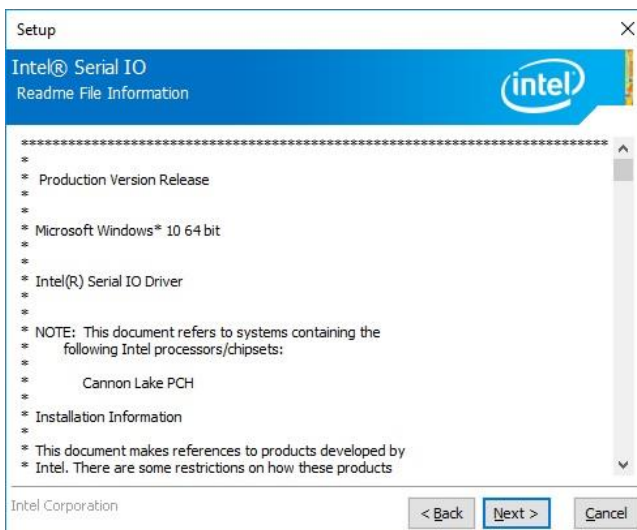 Setup
Intel® Serial IO
Readme File Information
intel
*******************************************************************************
*
* Production Version Release
*
*
* Microsoft Windows* 10 64 bit
*
*
* Intel(R) Serial IO Driver
*
*
* NOTE: This document refers to systems containing the
* following Intel processors/chipsets:
*
* Cannon Lake PCH
*
* Installation Information
*
* This document makes references to products developed by
* Intel. There are some restrictions on how these products
Intel Corporation
< Back Next > Cancel